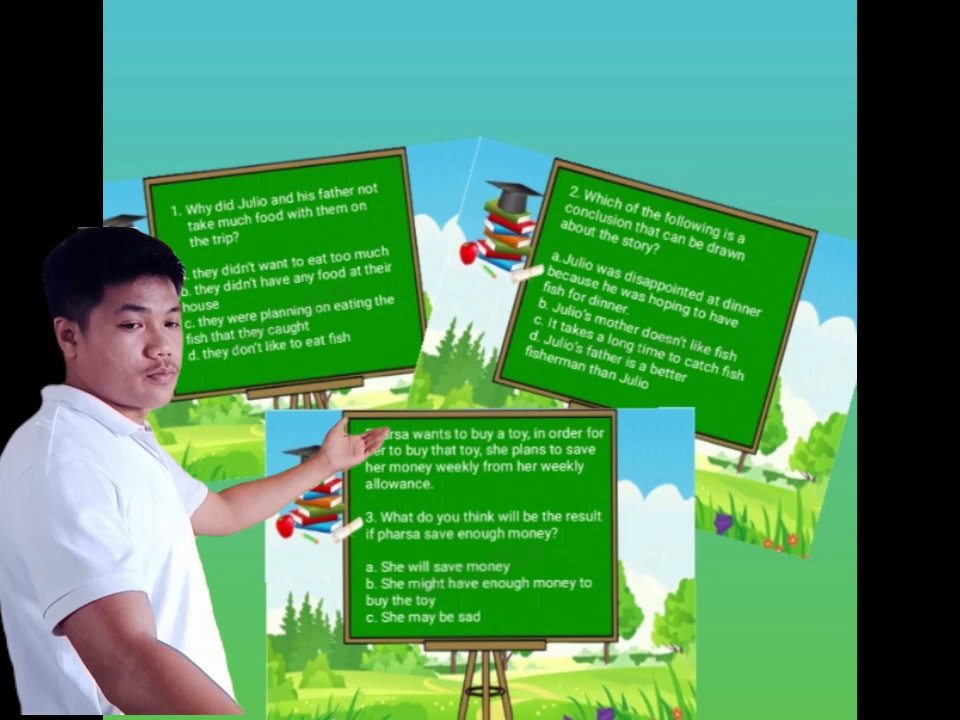 1. Why did Julio and his father not
take much food with them on
the trip?
. they didn't want to eat too much
b. they didn't have any food at their
house
c. they were planning on eating the
fish that they caught
d. they don't like to eat fish
2. Which of the following is a
conclusion that can be drawn
about the story?
a.Julio was disappointed at dinner
because he was hoping to have
fish for dinner.
b. Julio's mother doesn't like fish
c. It takes a long time to catch fish
d. Julio's father is a better
fisherman than Julio
wants to buy a toy, in order for
to buy that toy, she plans to save
her money weekly from her weekly
allowance.
3. What do you think will be the result
if pharsa save enough money?
a. She will save money
b. She might have enough money to
buy the toy
c. She may be sad